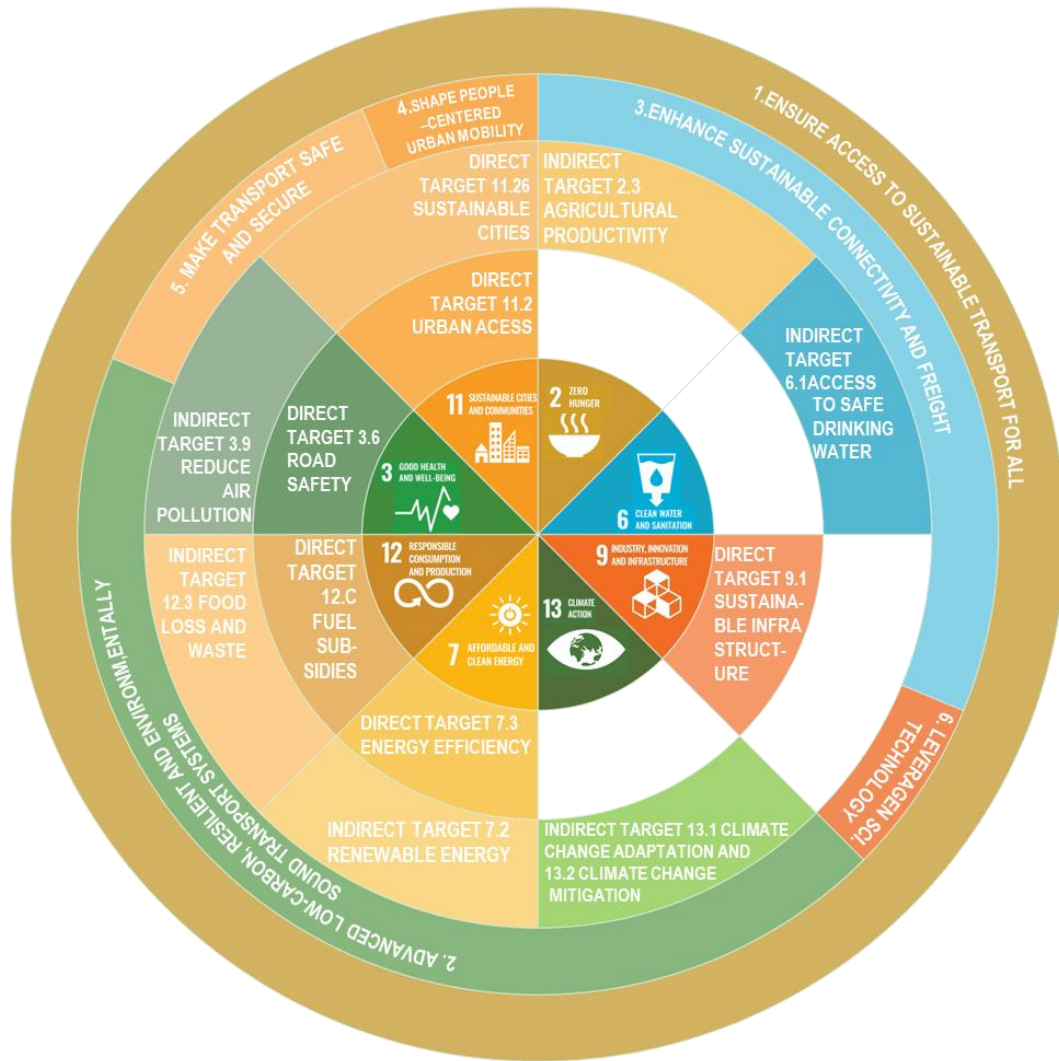 1.ENSURE ACCESS TO SUSTAINABLE TRANSPORT FOR ALL
3.ENHANCE SUSTAINABLE CONNECTIVITY AND FREIGHT
4.SHAPE PEOPLE
–CENTERED
URBAN MOBILITY
5. MAKE TRANSPORT SAFE
AND SECURE
2. ADVANCED LOW-CARBON, RESILIENT AND ENVIRONM,ENTALLY
SOUND TRANSPORT SYSTEMS
6. LEVERAGEN SCI.
TECHNOLOGY
DIRECT
TARGET 11.26
SUSTAINABLE
CITIES
INDIRECT
TARGET 2.3
AGRICULTURAL
PRODUCTIVITY
DIRECT
TARGET 11.2
URBAN ACESS
INDIRECT
TARGET
6.1ACCESS
TO SAFE
DRINKING
WATER
INDIRECT
TARGET 3.9
REDUCE
AIR
POLLUTION
DIRECT
TARGET 3.6
ROAD
SAFETY
11 SUSTAINABLE CITIES
AND COMMUNITIES
2 ZERO
HUNGER
3 GOOD HEALTH
AND WELL-BEING
6 CLEAN WATER
AND SANITATION
12 RESPONSIBLE
CONSUMPTION
AND PRODUCTION
9 INDUSTRY, INNOVATION
AND INFRASTRUCTURE
7 AFFORDABLE AND
CLEAN ENERGY
13 CLIMATE
ACTION
INDIRECT
TARGET
12.3 FOOD
LOSS AND
WASTE
DIRECT
TARGET
12.C
FUEL
SUB-
SIDIES
DIRECT
TARGET 9.1
SUSTAINA-
BLE INFRA
STRUCT-
URE
DIRECT TARGET 7.3
ENERGY EFFICIENCY
INDIRECT TARGET 7.2
RENEWABLE ENERGY
INDIRECT TARGET 13.1 CLIMATE
CHANGE ADAPTATION AND
13.2 CLIMATE CHANGE
MITIGATION